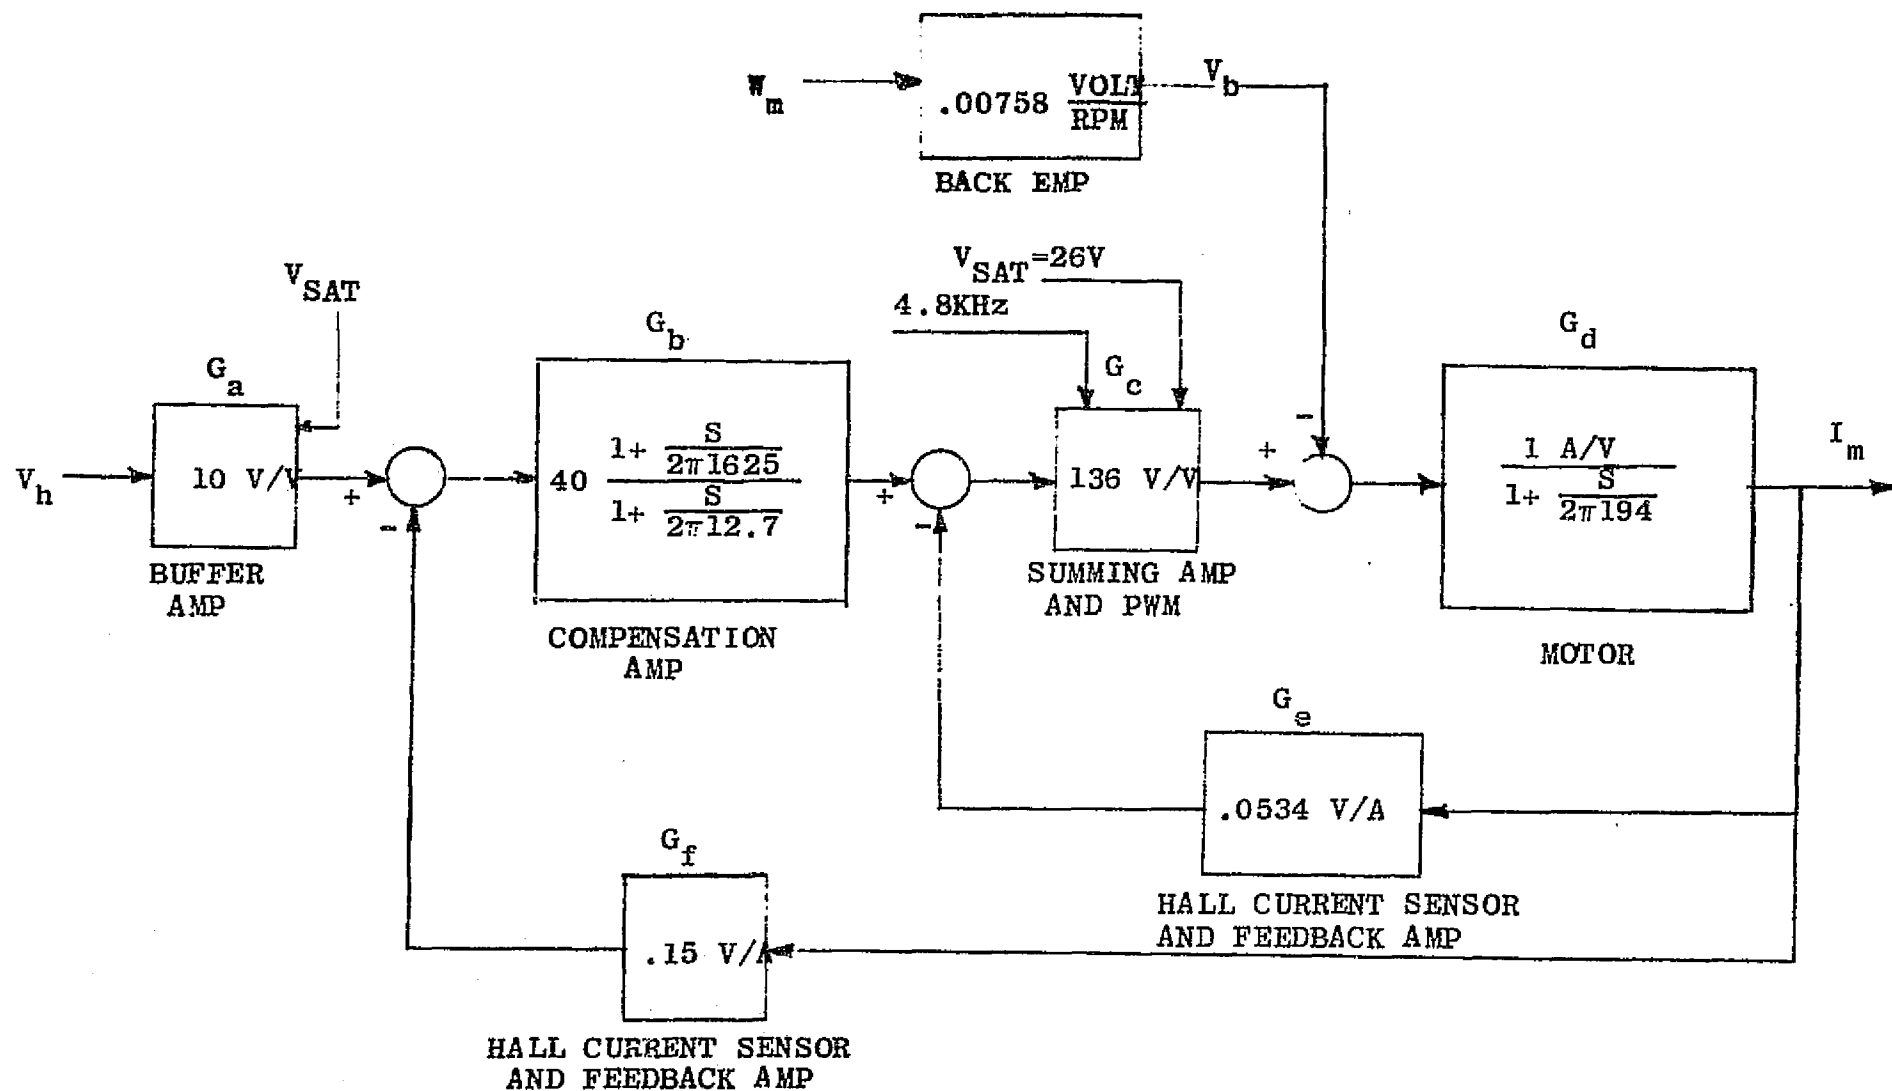 W_m
.00758 VOLT/RPM
V_b
BACK EMP
V_SAT
V_SAT=26V
4.8KHz
G_a
G_b
G_c
G_d
V_h
10 V/V
+
-
40 (1+ S/2π1625)/(1+ S/2π12.7)
+
-
136 V/V
+
-
1 A/V/(1+ S/2π194)
I_m
BUFFER
AMP
COMPENSATION
AMP
SUMMING AMP
AND PWM
MOTOR
G_e
.0534 V/A
HALL CURRENT SENSOR
AND FEEDBACK AMP
G_f
.15 V/A
HALL CURRENT SENSOR
AND FEEDBACK AMP